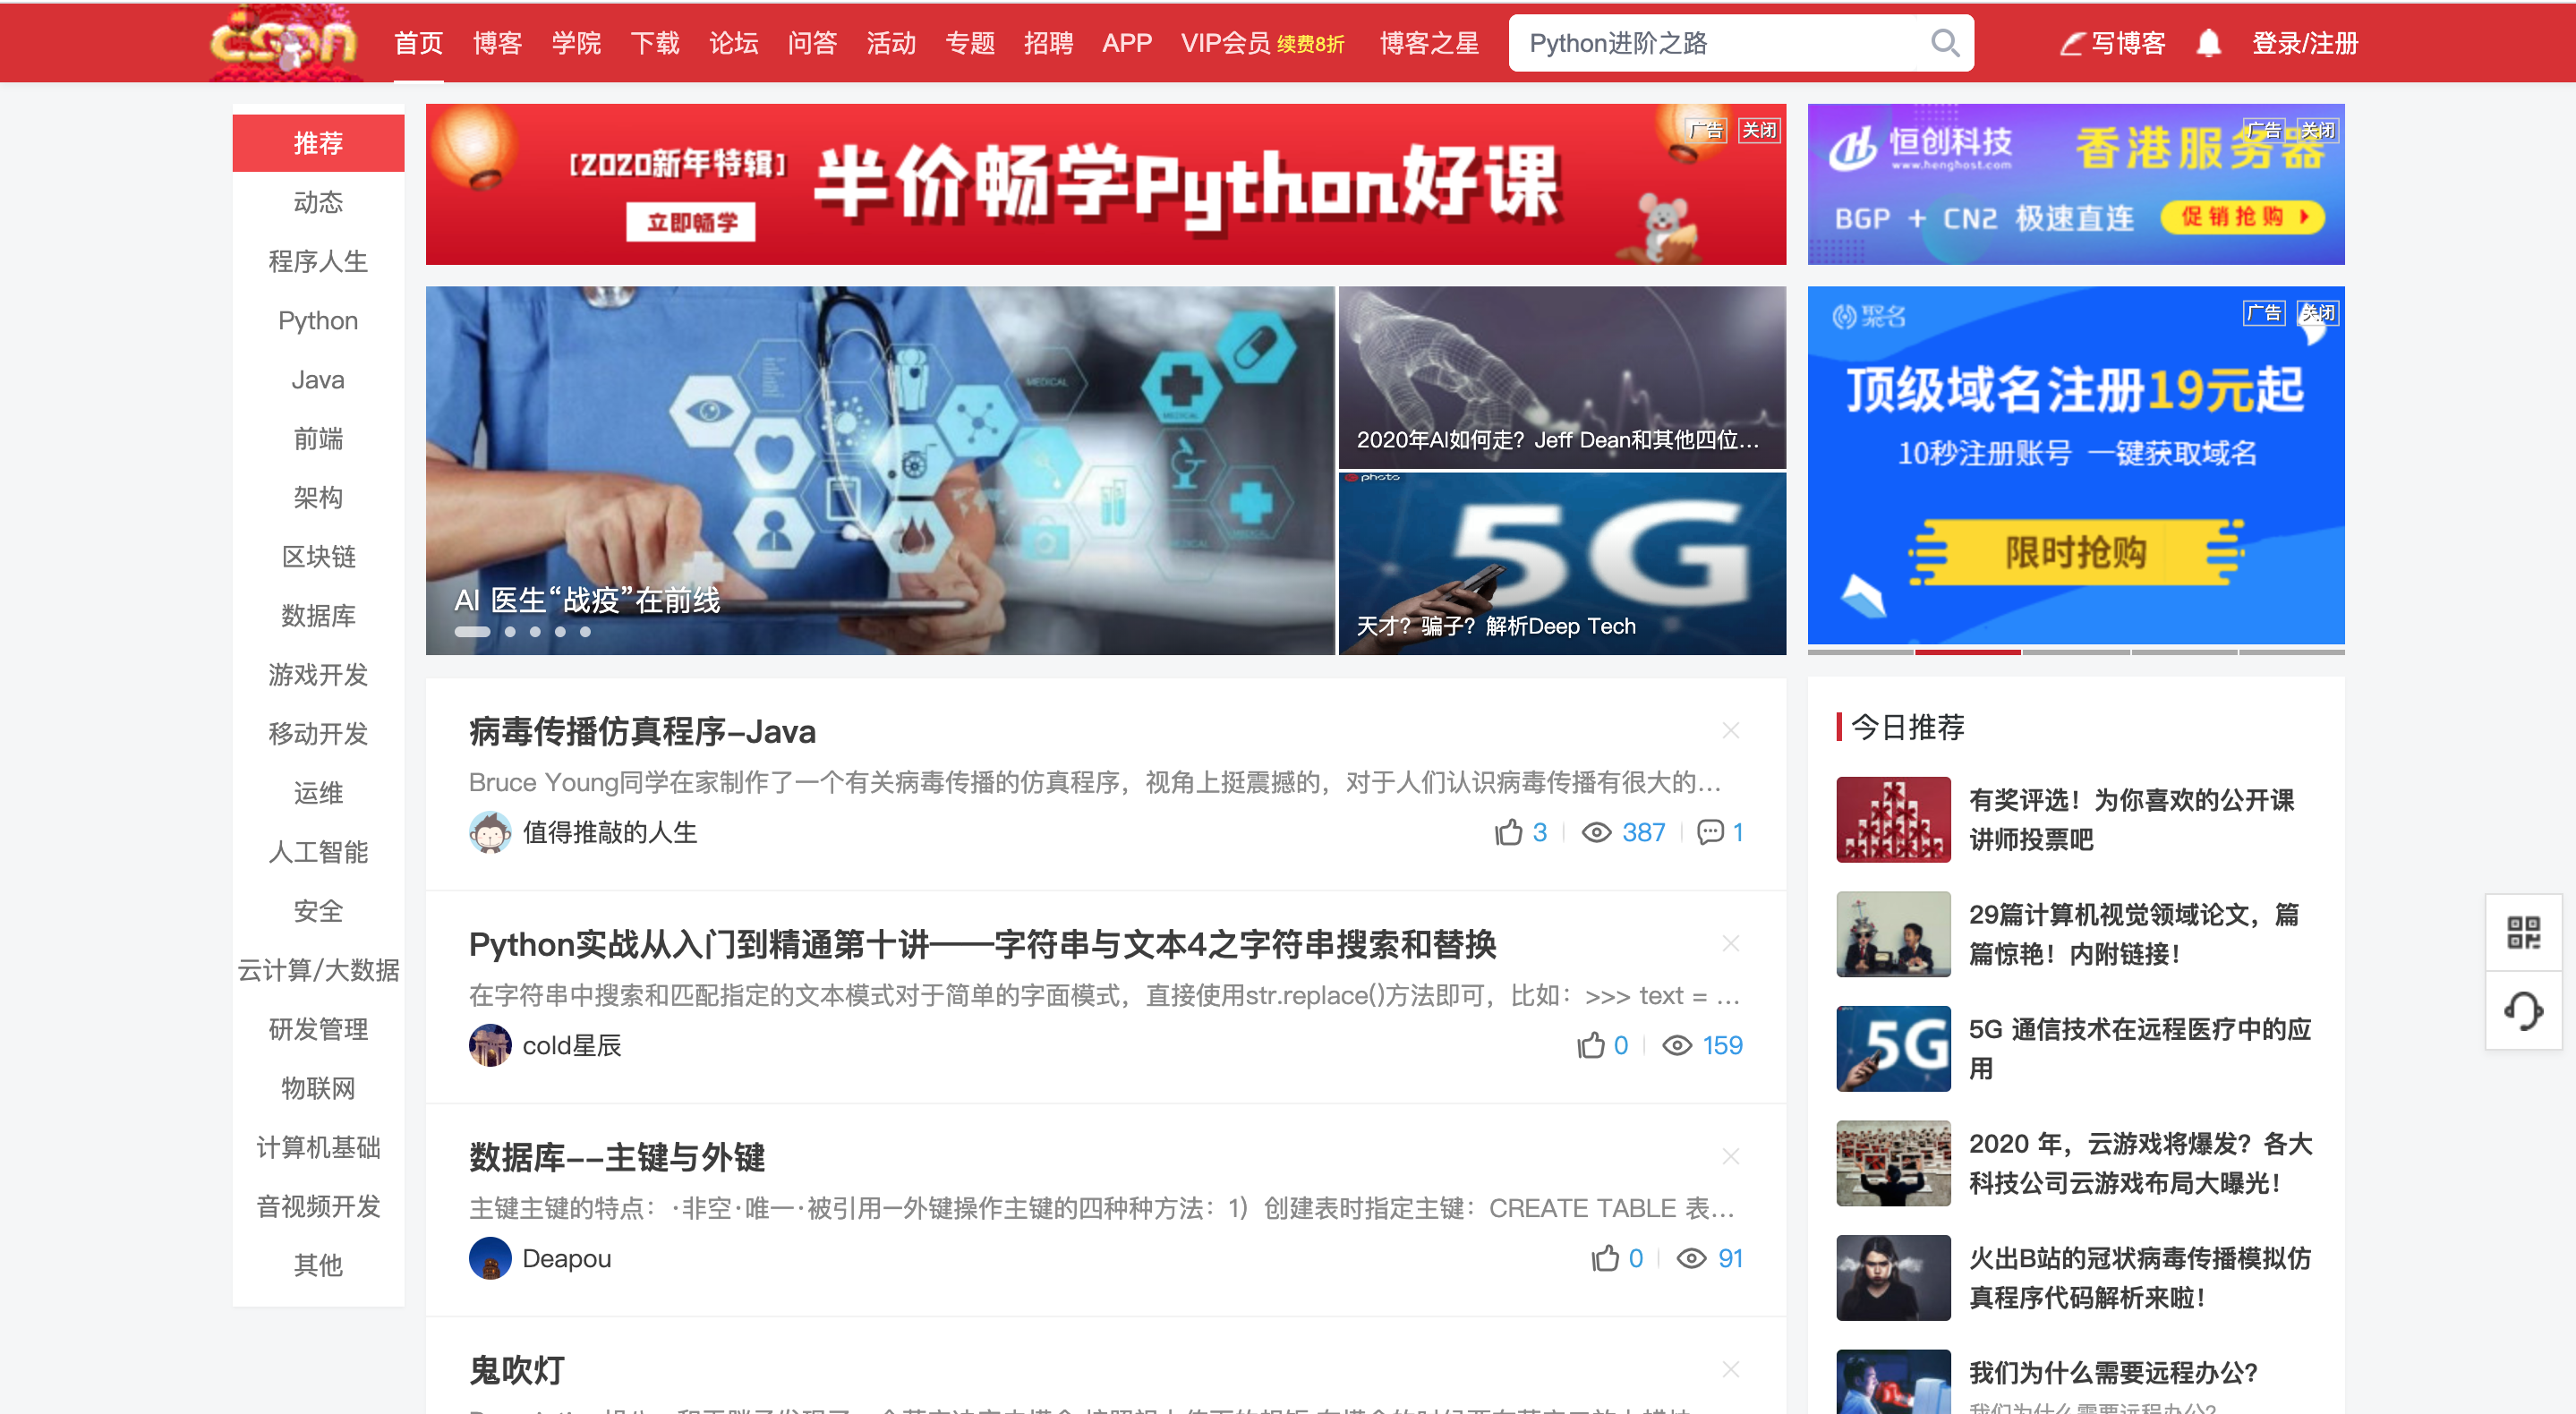 CSDN
首页 博客 学院 下载 论坛 问答 活动 专题 招聘 APP VIP会员 续费8折 博客之星
Python进阶之路
写博客
登录/注册
推荐
动态
程序人生
Python
Java
前端
架构
区块链
数据库
游戏开发
移动开发
运维
人工智能
安全
云计算/大数据
研发管理
物联网
计算机基础
音视频开发
其他
[2020新年特辑]
立即畅学
半价畅学Python好课
广告 关闭
MEDICAL
MEDICAL
AI 医生“战疫”在前线
2020年AI如何走？Jeff Dean和其他四位...
photo
5G
天才？骗子？解析Deep Tech
病毒传播仿真程序-Java
Bruce Young同学在家制作了一个有关病毒传播的仿真程序，视角上挺震撼的，对于人们认识病毒传播有很大的...
值得推敲的人生
3 387 1
Python实战从入门到精通第十讲——字符串与文本4之字符串搜索和替换
在字符串中搜索和匹配指定的文本模式对于简单的字面模式，直接使用str.replace()方法即可，比如：>>> text = ...
cold星辰
0 159
数据库--主键与外键
主键主键的特点：·非空·唯一·被引用—外键操作主键的四种种方法：1）创建表时指定主键：CREATE TABLE 表...
Deapou
0 91
鬼吹灯
恒创科技
www.henghost.com
香港服务器
广告 关闭
BGP + CN2 极速直连
促销抢购
聚名
广告 关闭
顶级域名注册19元起
10秒注册账号 一键获取域名
限时抢购
今日推荐
有奖评选！为你喜欢的公开课
讲师投票吧
29篇计算机视觉领域论文，篇
篇惊艳！内附链接！
5G
5G 通信技术在远程医疗中的应
用
2020 年，云游戏将爆发？各大
科技公司云游戏布局大曝光！
火出B站的冠状病毒传播模拟仿
真程序代码解析来啦！
我们为什么需要远程办公？
我们为什么需要远程办公？